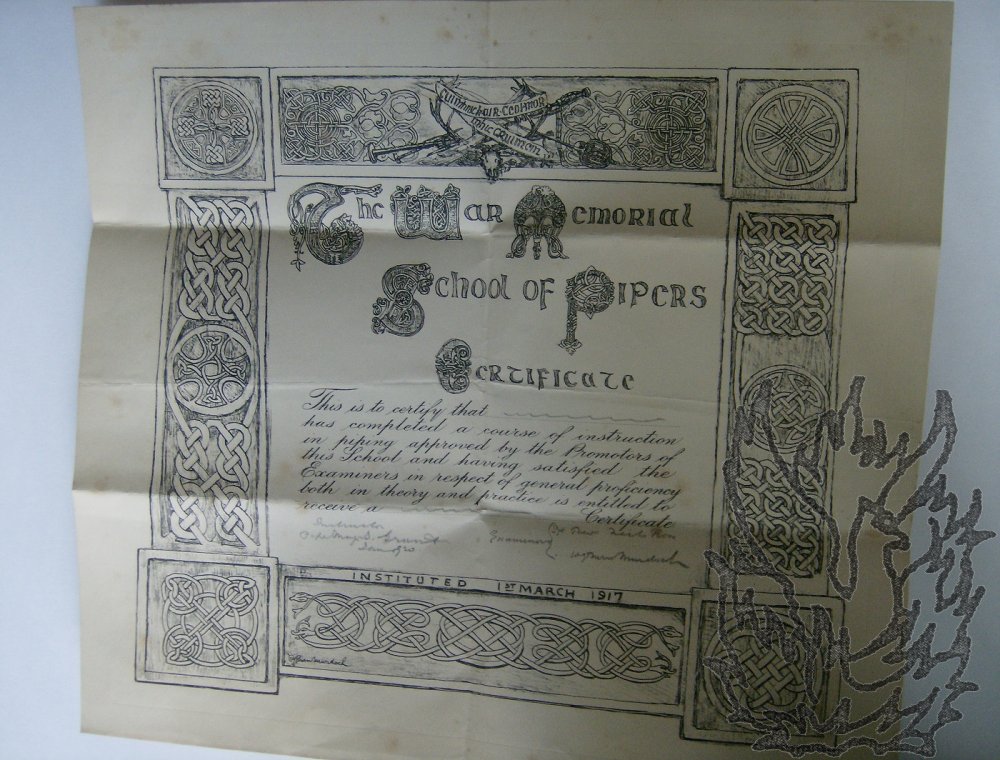 The War Memorial
School of Pipers
Certificate
This is to certify that
has completed a course of instruction
in piping approved by the Promotors of
this School and having satisfied the
Examiners in respect of general proficiency
both in theory and practice is entitled to
receive a Certificate
Instructor
Examiners
INSTITUTED 1ST MARCH 1917